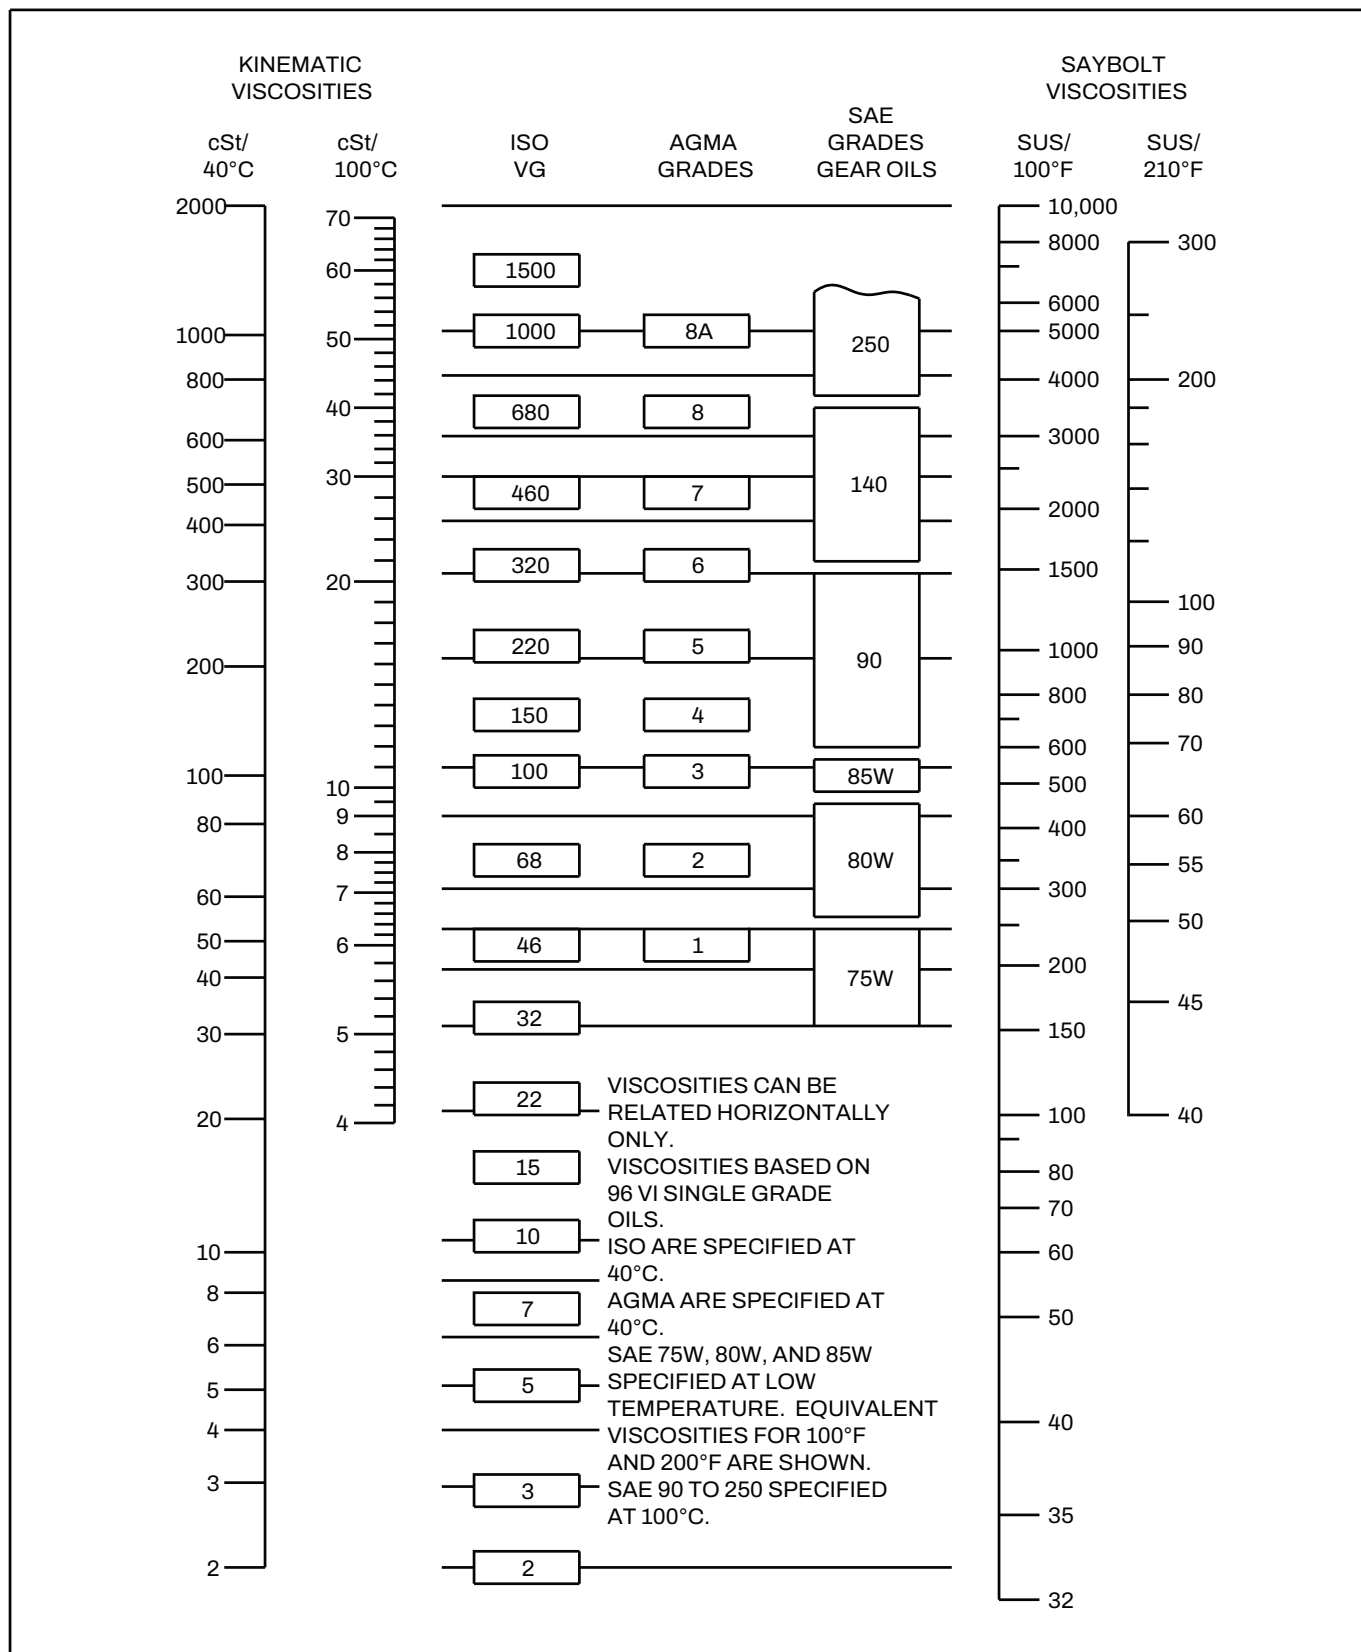 KINEMATIC
VISCOSITIES
SAYBOLT
VISCOSITIES
cSt/
40°C
cSt/
100°C
ISO
VG
AGMA
GRADES
SAE
GRADES
GEAR OILS
SUS/
100°F
SUS/
210°F
2000
1000
800
600
500
400
300
200
100
80
60
50
40
30
20
10
8
6
5
4
3
2
70
60
50
40
30
20
10
9
8
7
6
5
4
1500
1000
680
460
320
220
150
100
68
46
32
22
15
10
7
5
3
2
8A
8
7
6
5
4
3
2
1
250
140
90
85W
80W
75W
VISCOSITIES CAN BE
RELATED HORIZONTALLY
ONLY.
VISCOSITIES BASED ON
96 VI SINGLE GRADE
OILS.
ISO ARE SPECIFIED AT
40°C.
AGMA ARE SPECIFIED AT
40°C.
SAE 75W, 80W, AND 85W
SPECIFIED AT LOW
TEMPERATURE. EQUIVALENT
VISCOSITIES FOR 100°F
AND 200°F ARE SHOWN.
SAE 90 TO 250 SPECIFIED
AT 100°C.
10,000
8000
6000
5000
4000
3000
2000
1500
1000
800
600
500
400
300
200
150
100
80
70
60
50
40
35
32
300
200
100
90
80
70
60
55
50
45
40